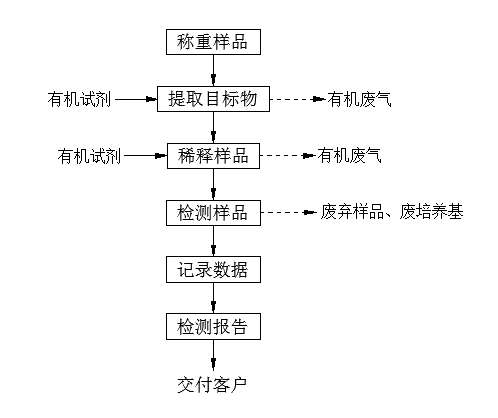 称重样品
有机试剂 提取目标物 有机废气
有机试剂 稀释样品 有机废气
检测样品 废弃样品、废培养基
记录数据
检测报告
交付客户